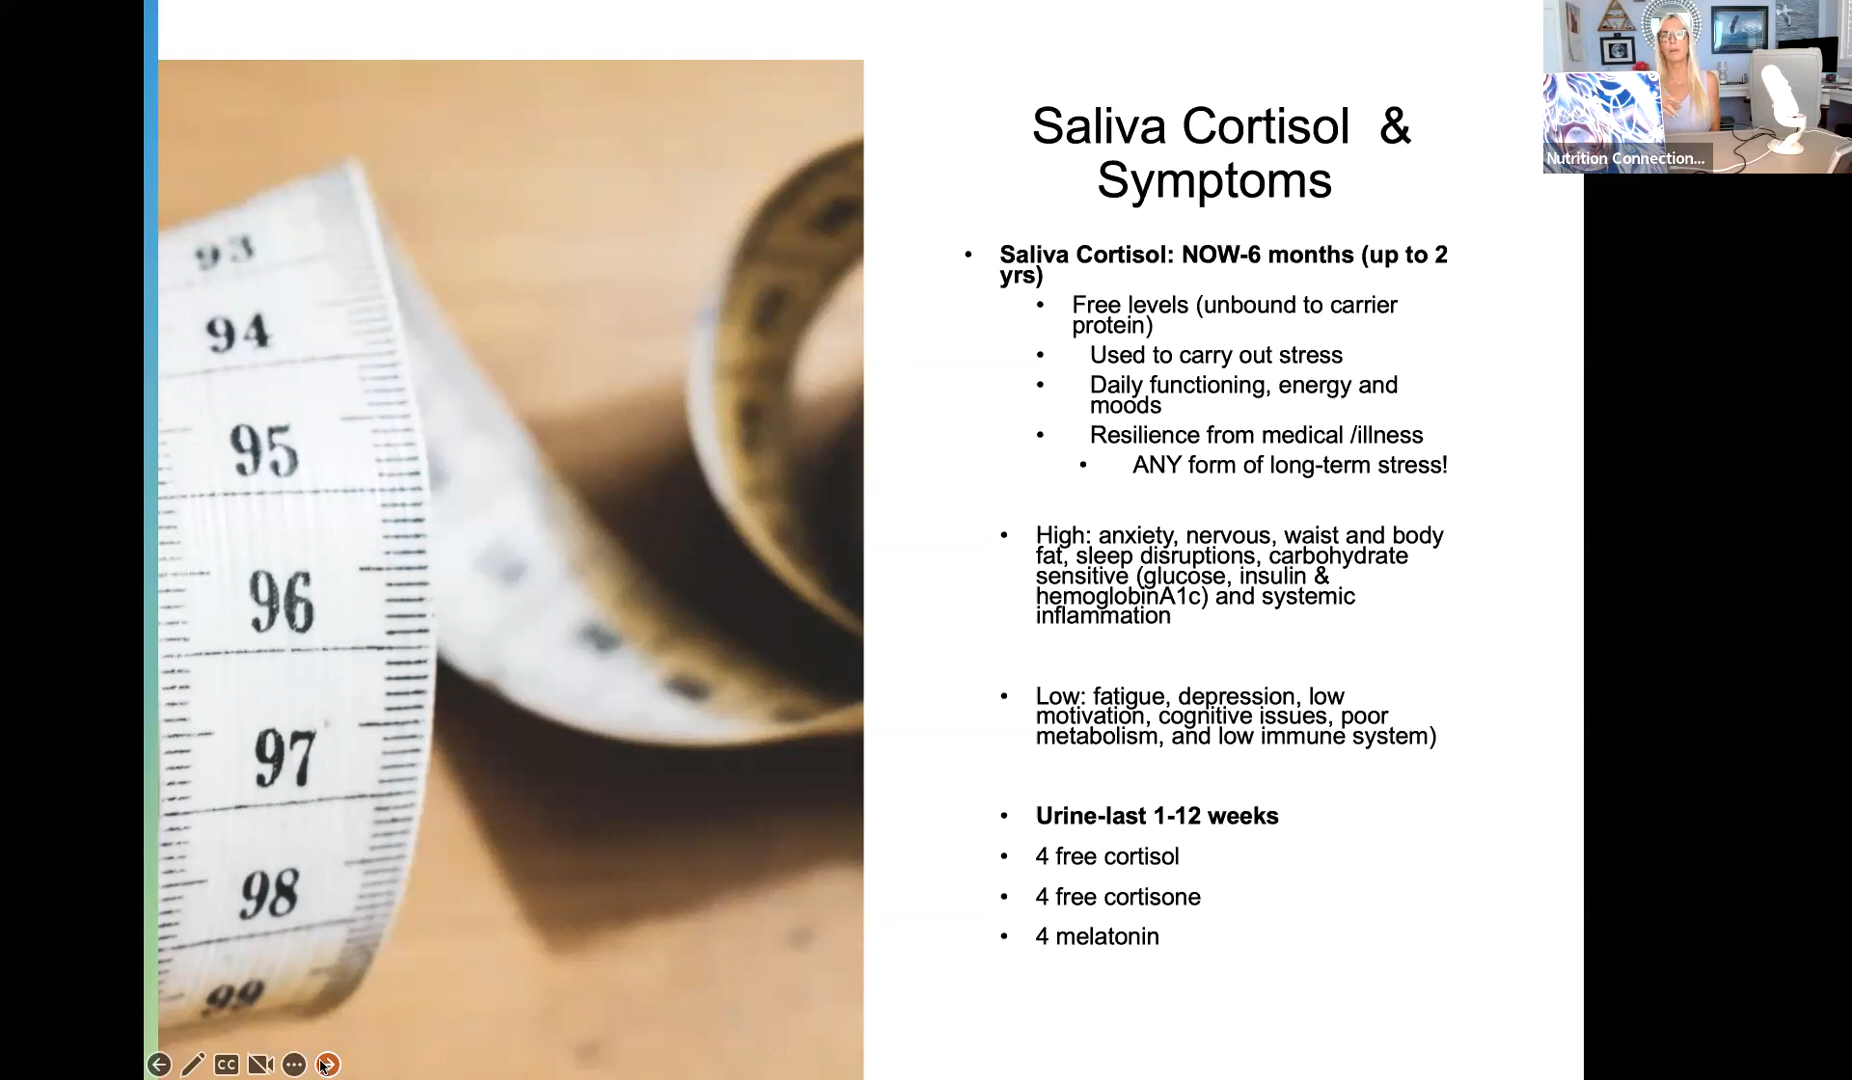 Saliva Cortisol & 
Symptoms
• Saliva Cortisol: NOW-6 months (up to 2
yrs)
• Free levels (unbound to carrier
protein)
• Used to carry out stress
• Daily functioning, energy and
moods
• Resilience from medical /illness
• ANY form of long-term stress!
• High: anxiety, nervous, waist and body
fat, sleep disruptions, carbohydrate
sensitive (glucose, insulin &
hemoglobinA1c) and systemic
inflammation
• Low: fatigue, depression, low
motivation, cognitive issues, poor
metabolism, and low immune system)
• Urine-last 1-12 weeks
• 4 free cortisol
• 4 free cortisone
• 4 melatonin
Nutrition Connection...
93
94
95
96
97
98
99
CC